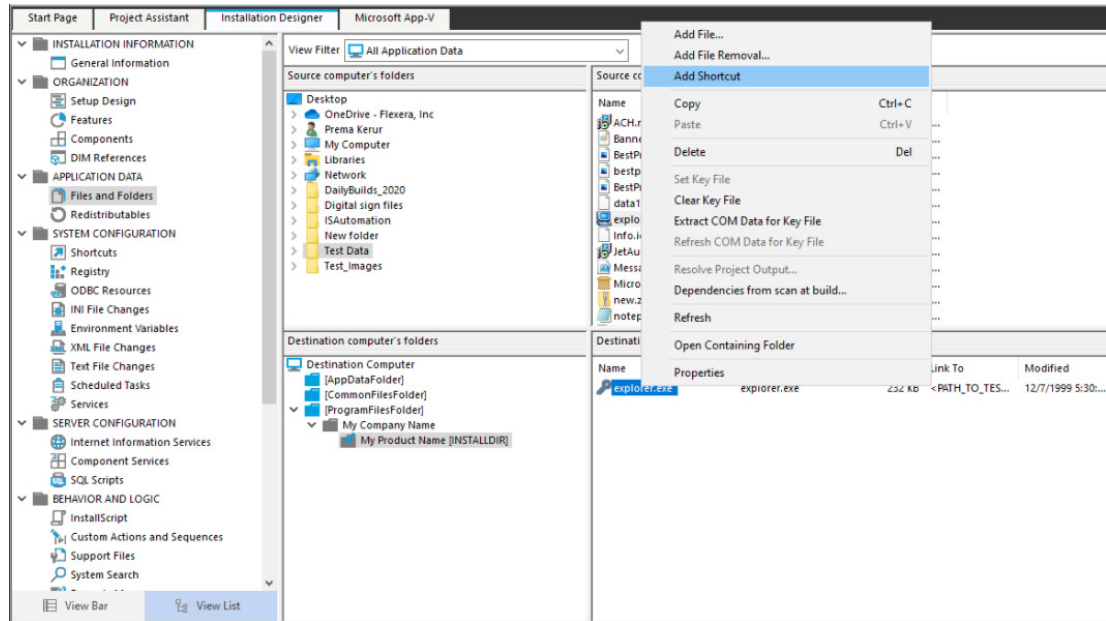 Start Page Project Assistant Installation Designer Microsoft App-V
INSTALLATION INFORMATION
General Information
ORGANIZATION
Setup Design
Features
Components
DIM References
APPLICATION DATA
Files and Folders
Redistributables
SYSTEM CONFIGURATION
Shortcuts
Registry
ODBC Resources
INI File Changes
Environment Variables
XML File Changes
Text File Changes
Scheduled Tasks
Services
SERVER CONFIGURATION
Internet Information Services
Component Services
SQL Scripts
BEHAVIOR AND LOGIC
InstallScript
Custom Actions and Sequences
Support Files
System Search
View Bar View List
View Filter All Application Data
Source computer's folders
Desktop
OneDrive - Flexera, Inc
Prema Kerur
My Computer
Libraries
Network
DailyBuilds_2020
Digital sign files
ISAutomation
New folder
Test Data
Test_Images
Source co
Name
ACH.r
Banne
BestPr
bestp
BestPr
data1
explo
Info.i
JetAu
Messa
Micro
new.z
notep
Add File...
Add File Removal...
Add Shortcut
Copy Ctrl+C
Paste Ctrl+V
Delete Del
Set Key File
Clear Key File
Extract COM Data for Key File
Refresh COM Data for Key File
Resolve Project Output...
Dependencies from scan at build...
Refresh
Open Containing Folder
Properties
Destination computer's folders
Destination Computer
[AppDataFolder]
[CommonFilesFolder]
[ProgramFilesFolder]
My Company Name
My Product Name [INSTALLDIR]
Destinati
Name Link To Modified
explorer.exe explorer.exe 232 KB <PATH_TO_TES... 12/7/1999 5:30:...